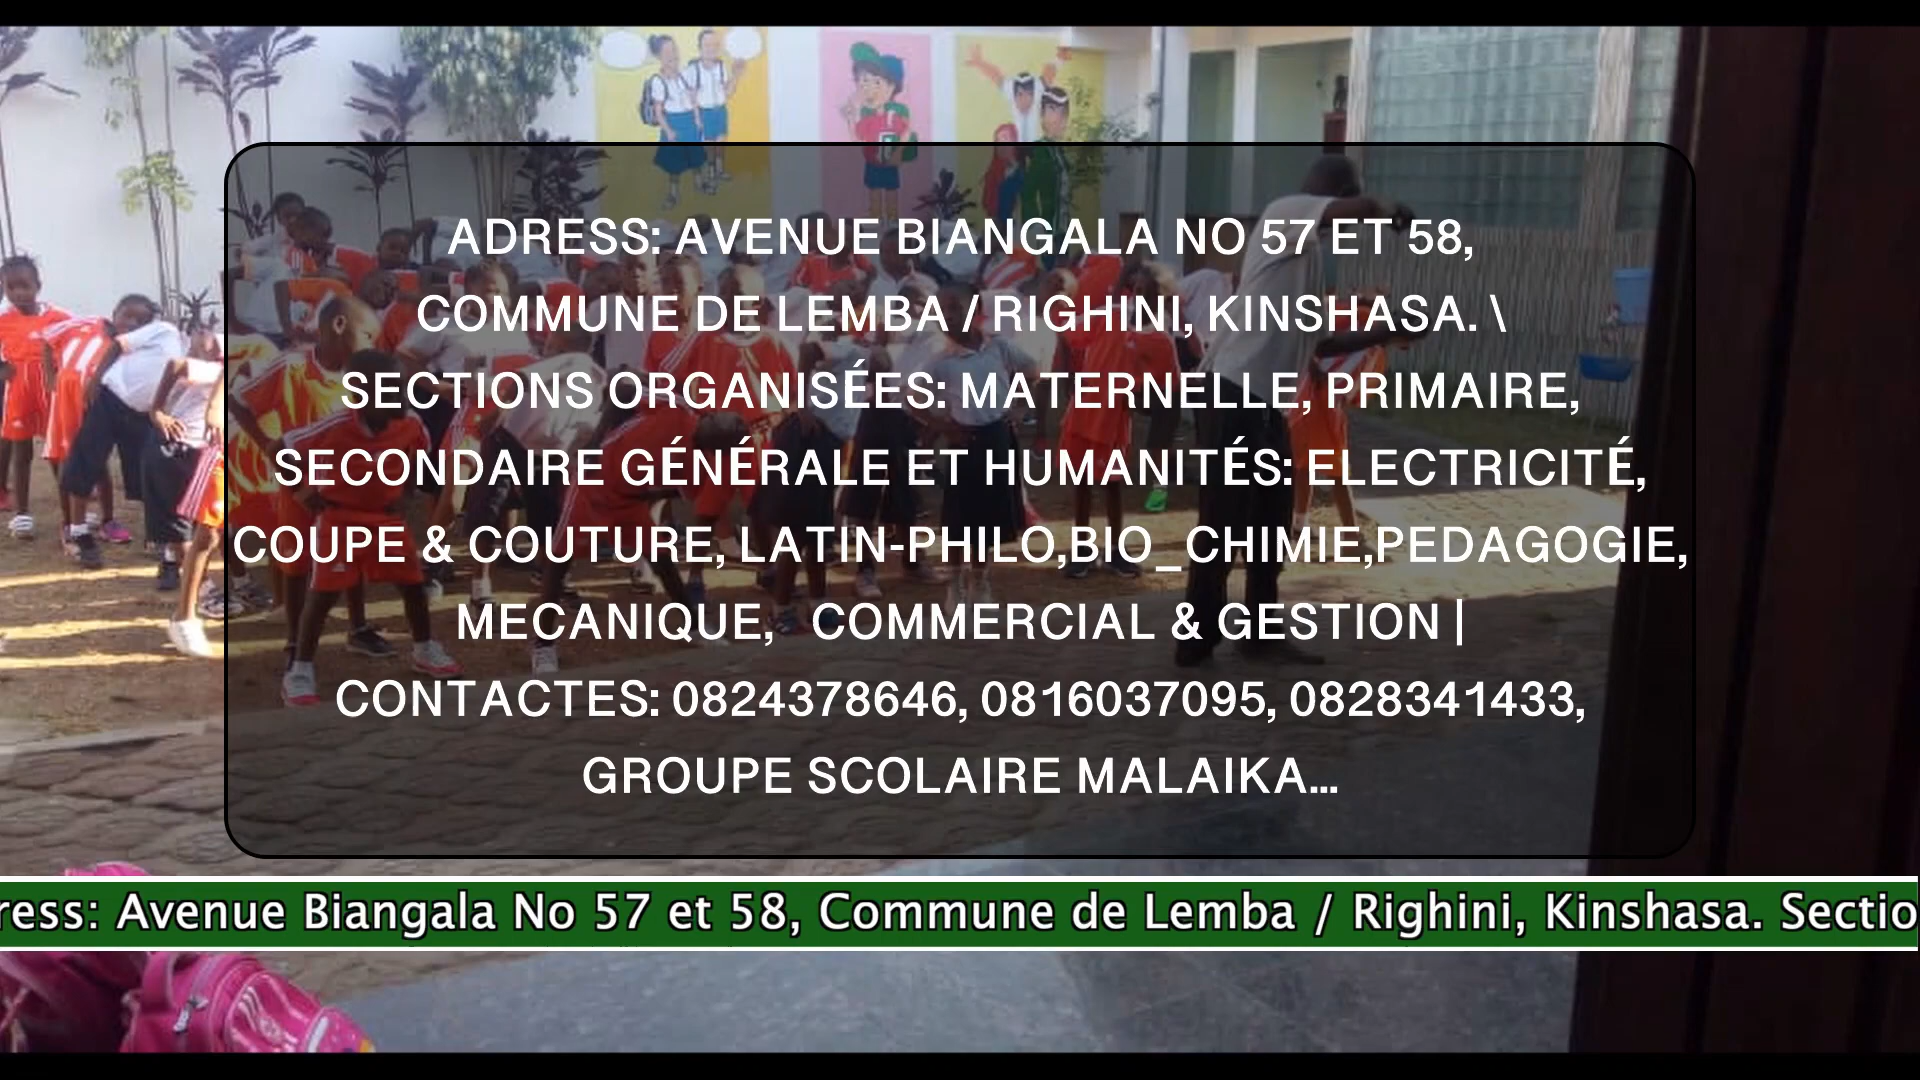 ADRESS: AVENUE BIANGALA NO 57 ET 58,
COMMUNE DE LEMBA / RIGHINI, KINSHASA. \
SECTIONS ORGANISÉES: MATERNELLE, PRIMAIRE,
SECONDAIRE GÉNÉRALE ET HUMANITÉS: ELECTRICITÉ,
COUPE & COUTURE, LATIN-PHILO,BIO_CHIMIE,PEDAGOGIE,
MECANIQUE,  COMMERCIAL & GESTION |
CONTACTES: 0824378646, 0816037095, 0828341433,
GROUPE SCOLAIRE MALAIKA...
ress: Avenue Biangala No 57 et 58, Commune de Lemba / Righini, Kinshasa. Sectio